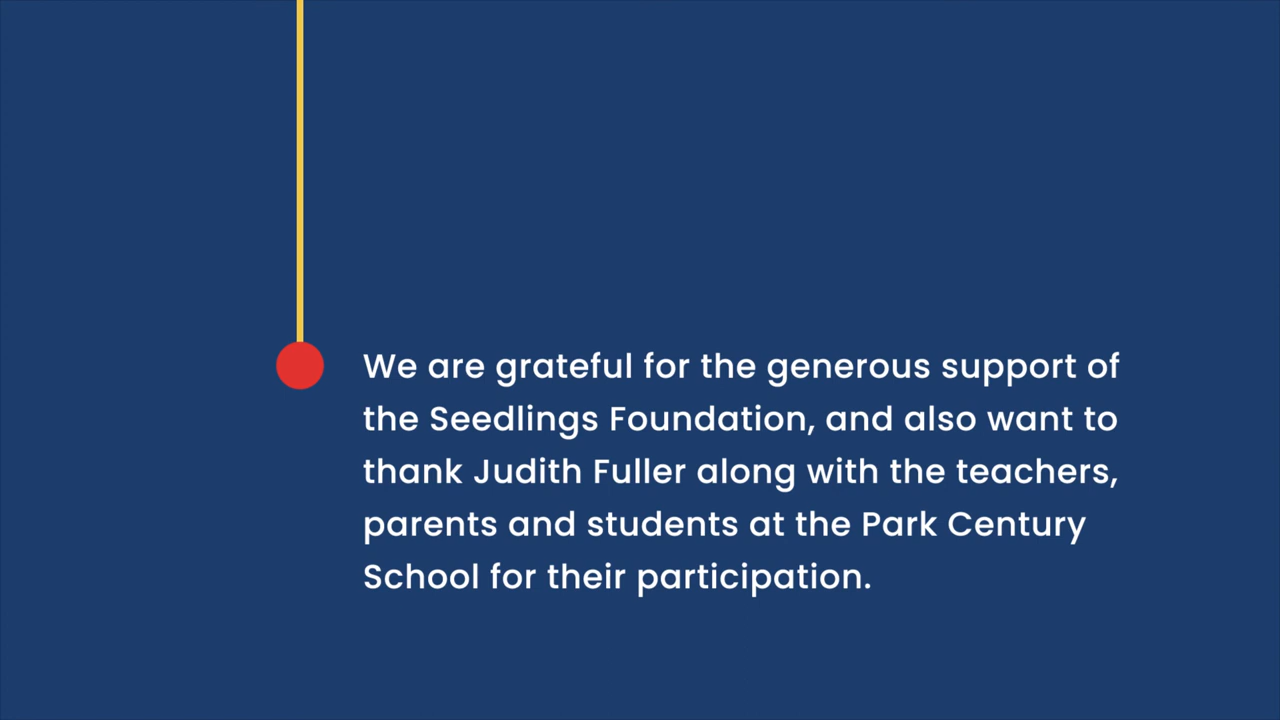 We are grateful for the generous support of
the Seedlings Foundation, and also want to
thank Judith Fuller along with the teachers,
parents and students at the Park Century
School for their participation.